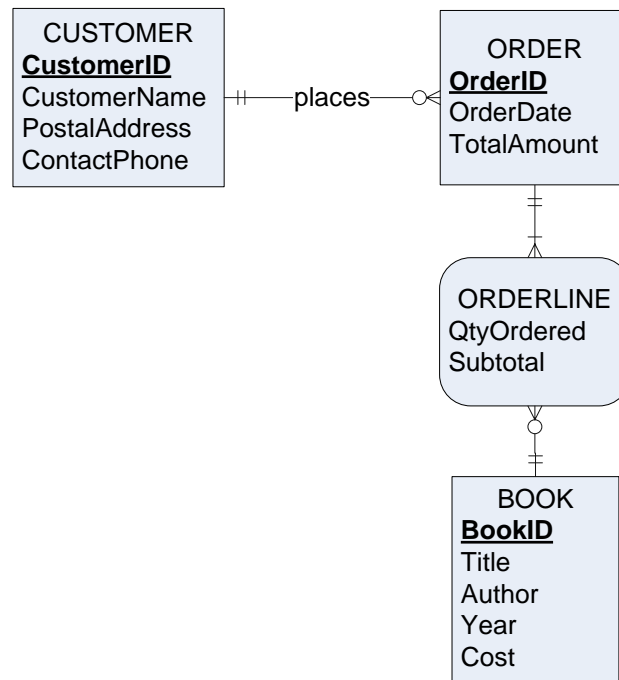 CUSTOMER
CustomerID
CustomerName
PostalAddress
ContactPhone
places
ORDER
OrderID
OrderDate
TotalAmount
ORDERLINE
QtyOrdered
Subtotal
BOOK
BookID
Title
Author
Year
Cost